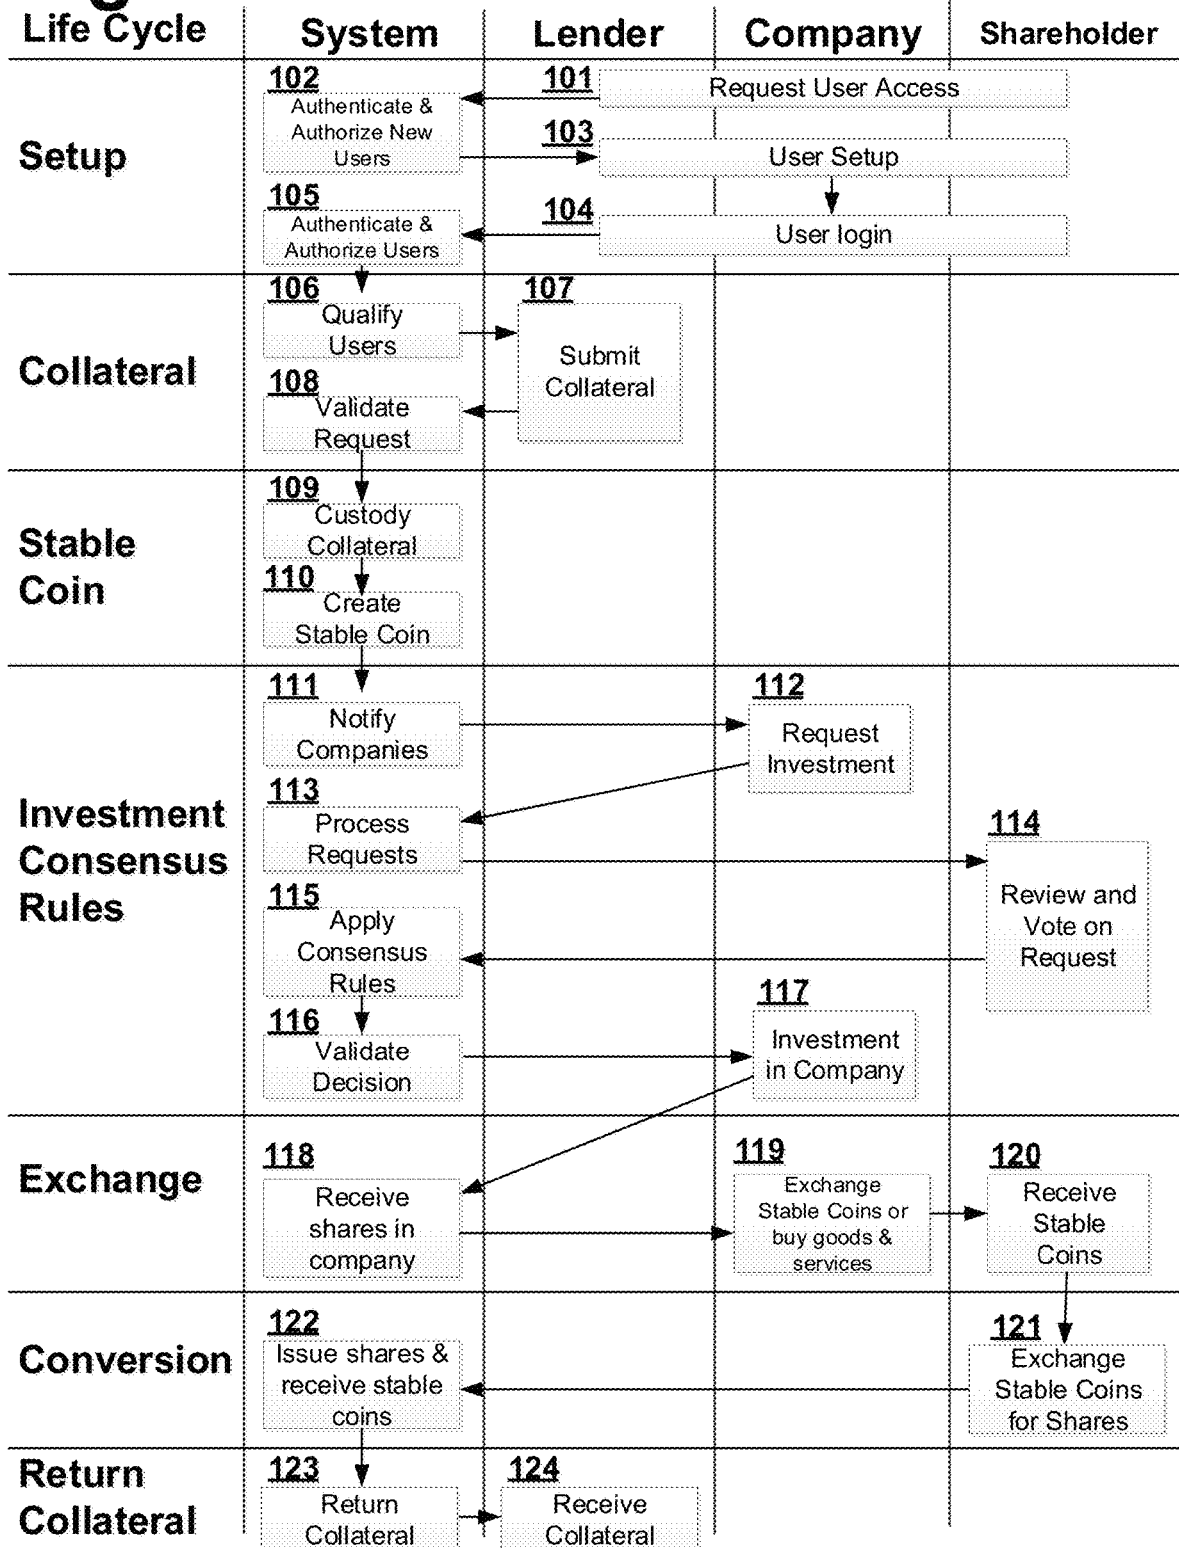 Life Cycle
System
Lender
Company
Shareholder
Setup
102
Authenticate &
Authorize New
Users
101
Request User Access
103
User Setup
105
Authenticate &
Authorize Users
104
User login
Collateral
106
Qualify
Users
107
Submit
Collateral
108
Validate
Request
Stable
Coin
109
Custody
Collateral
110
Create
Stable Coin
Investment
Consensus
Rules
111
Notify
Companies
112
Request
Investment
113
Process
Requests
114
Review and
Vote on
Request
115
Apply
Consensus
Rules
116
Validate
Decision
117
Investment
in Company
Exchange
118
Receive
shares in
company
119
Exchange
Stable Coins or
buy goods &
services
120
Receive
Stable
Coins
Conversion
122
Issue shares &
receive stable
coins
121
Exchange
Stable Coins
for Shares
Return
Collateral
123
Return
Collateral
124
Receive
Collateral